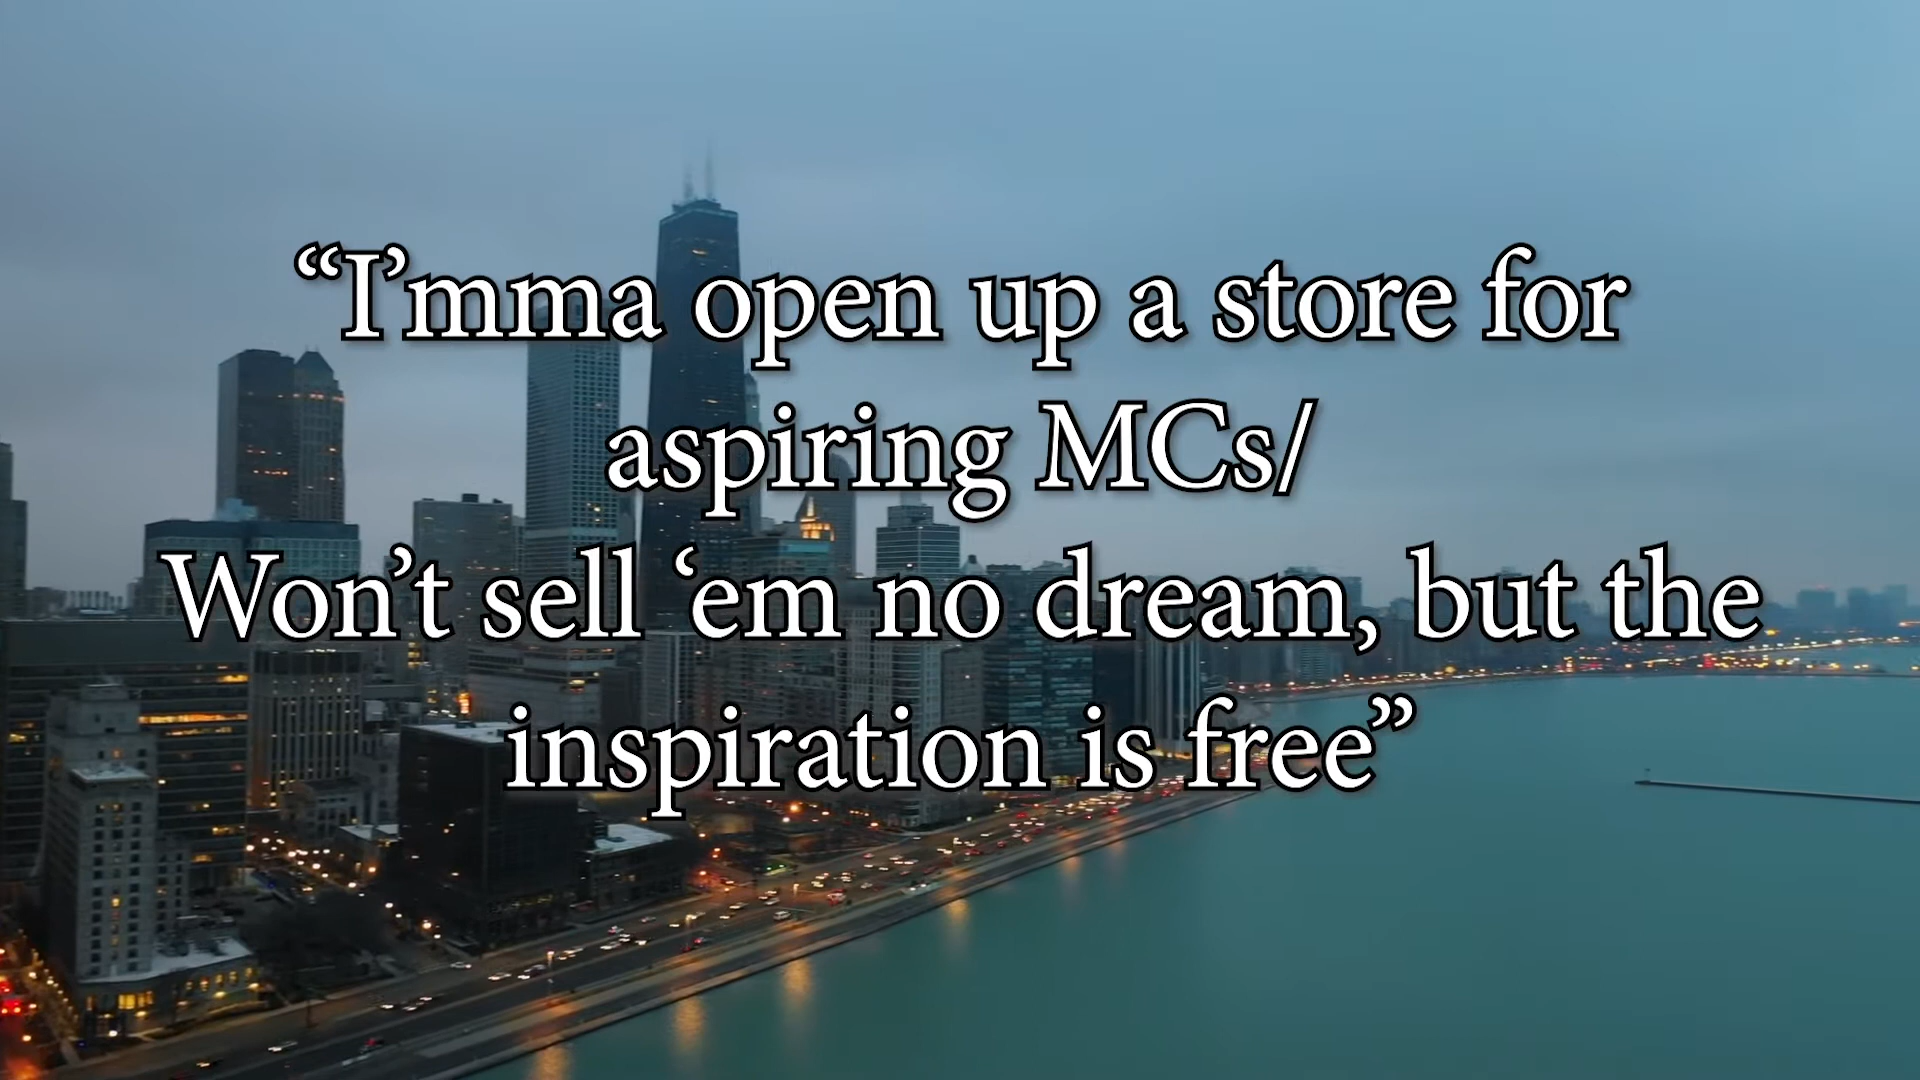 “I’mma open up a store for
aspiring MCs/
Won’t sell ‘em no dream, but the
inspiration is free”